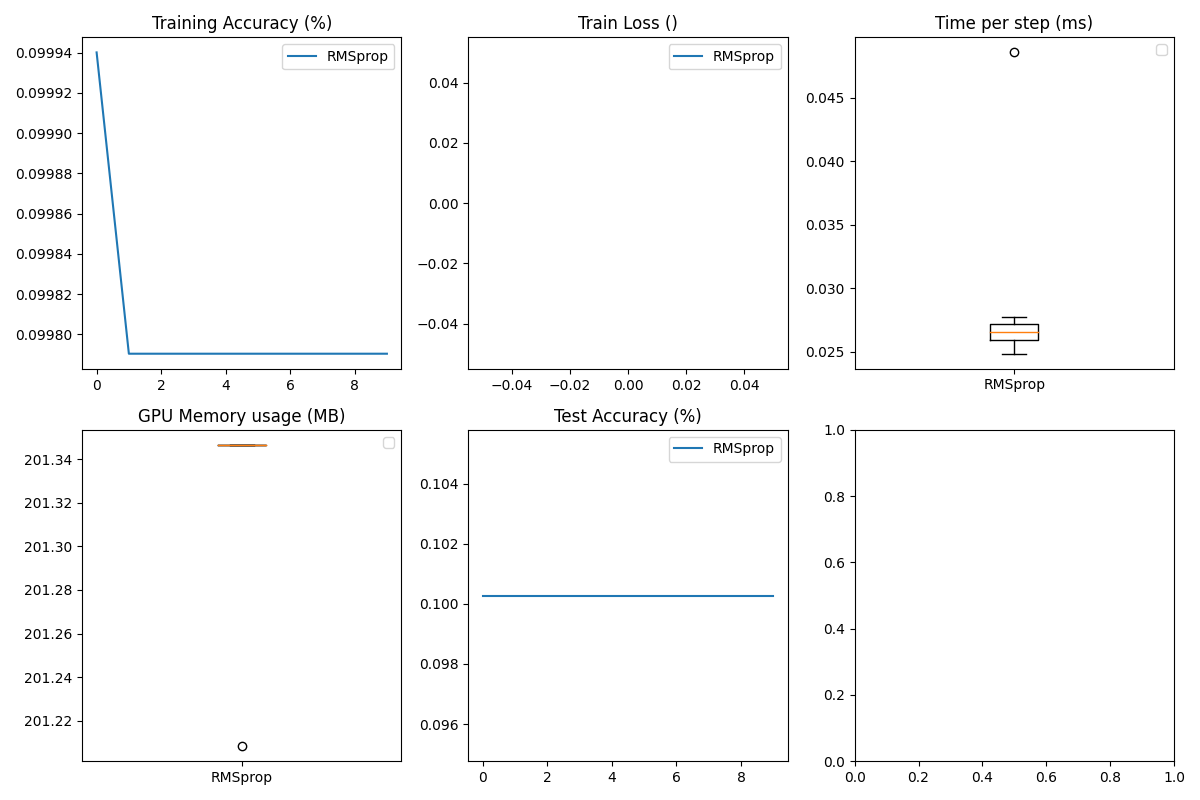 Training Accuracy (%)
0.09994
0.09992
0.09990
0.09988
0.09986
0.09984
0.09982
0.09980
0 2 4 6 8
RMSprop
Train Loss ()
0.04
0.02
0.00
−0.02
−0.04
−0.04 −0.02 0.00 0.02 0.04
RMSprop
Time per step (ms)
0.045
0.040
0.035
0.030
0.025
RMSprop
GPU Memory usage (MB)
201.34
201.32
201.30
201.28
201.26
201.24
201.22
RMSprop
Test Accuracy (%)
0.104
0.102
0.100
0.098
0.096
0 2 4 6 8
RMSprop
1.0
0.8
0.6
0.4
0.2
0.0
0.0 0.2 0.4 0.6 0.8 1.0